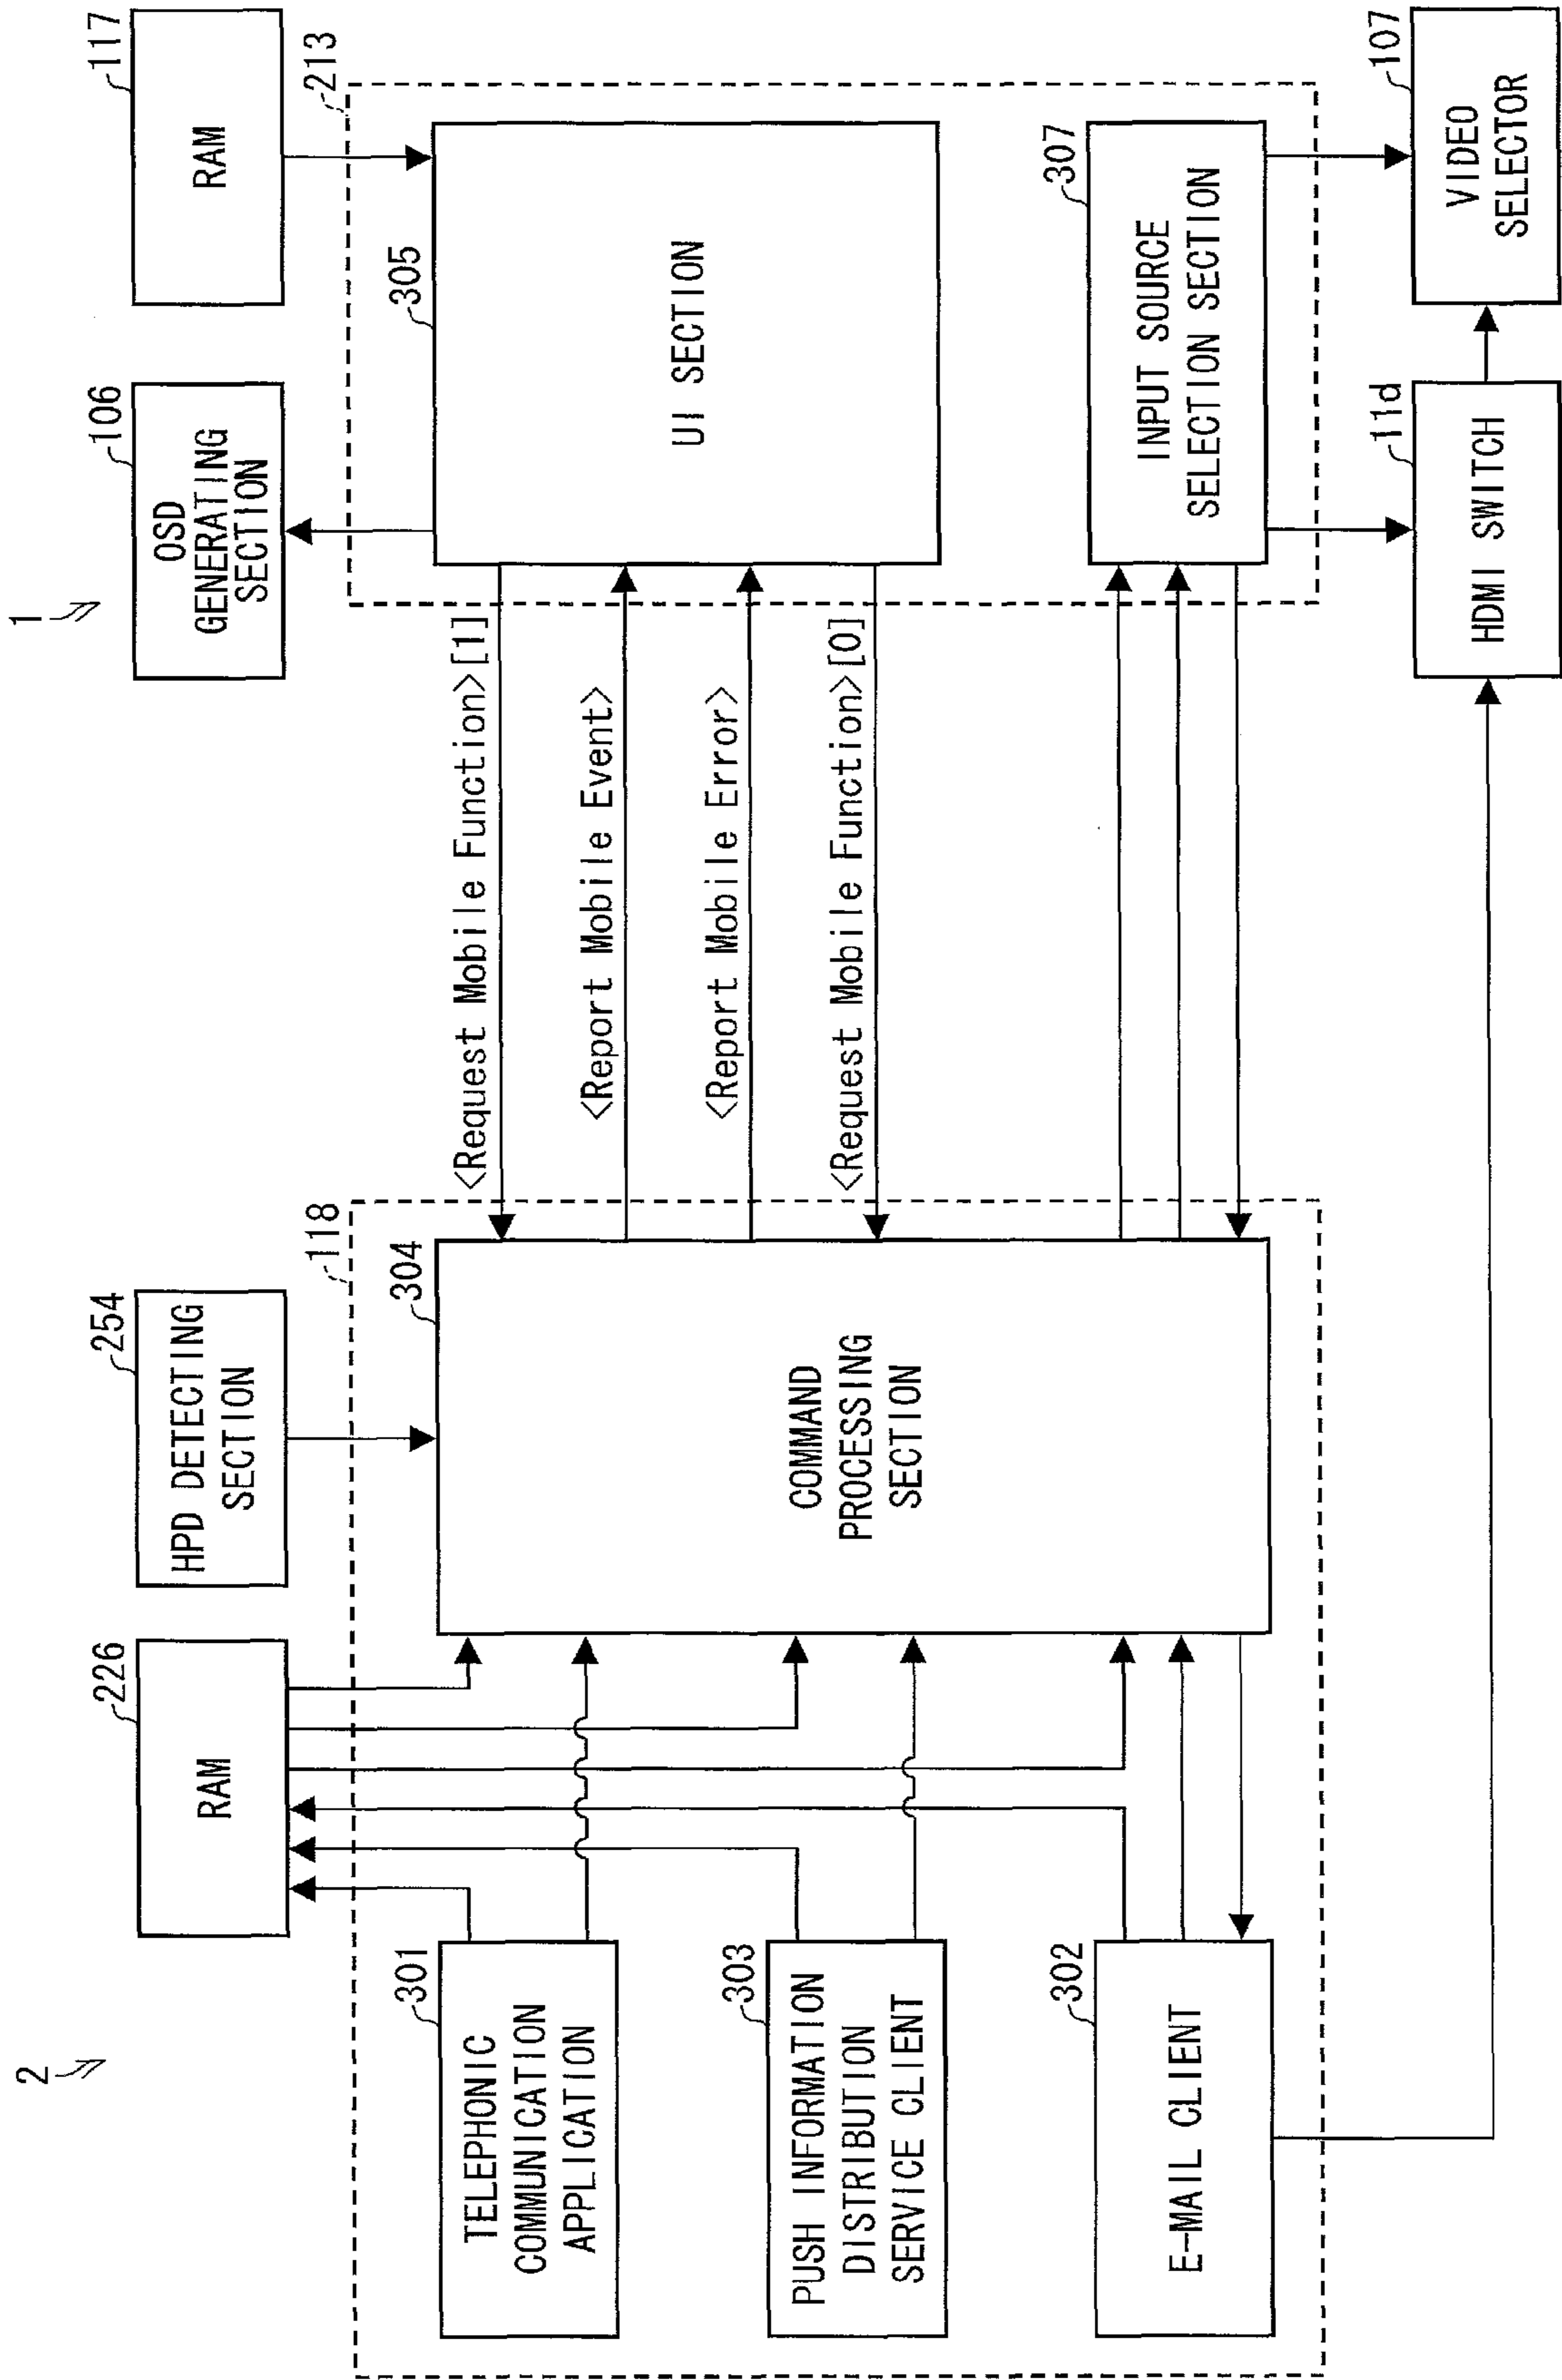 2
1
226
RAM
254
HPD DETECTING
SECTION
106
OSD
GENERATING
SECTION
117
RAM
118
213
301
TELEPHONIC
COMMUNICATION
APPLICATION
303
PUSH INFORMATION
DISTRIBUTION
SERVICE CLIENT
302
E-MAIL CLIENT
304
COMMAND
PROCESSING
SECTION
<Request Mobile Function>[1]
<Report Mobile Event>
<Report Mobile Error>
<Request Mobile Function>[0]
305
UI SECTION
307
INPUT SOURCE
SELECTION SECTION
11d
HDMI SWITCH
107
VIDEO
SELECTOR